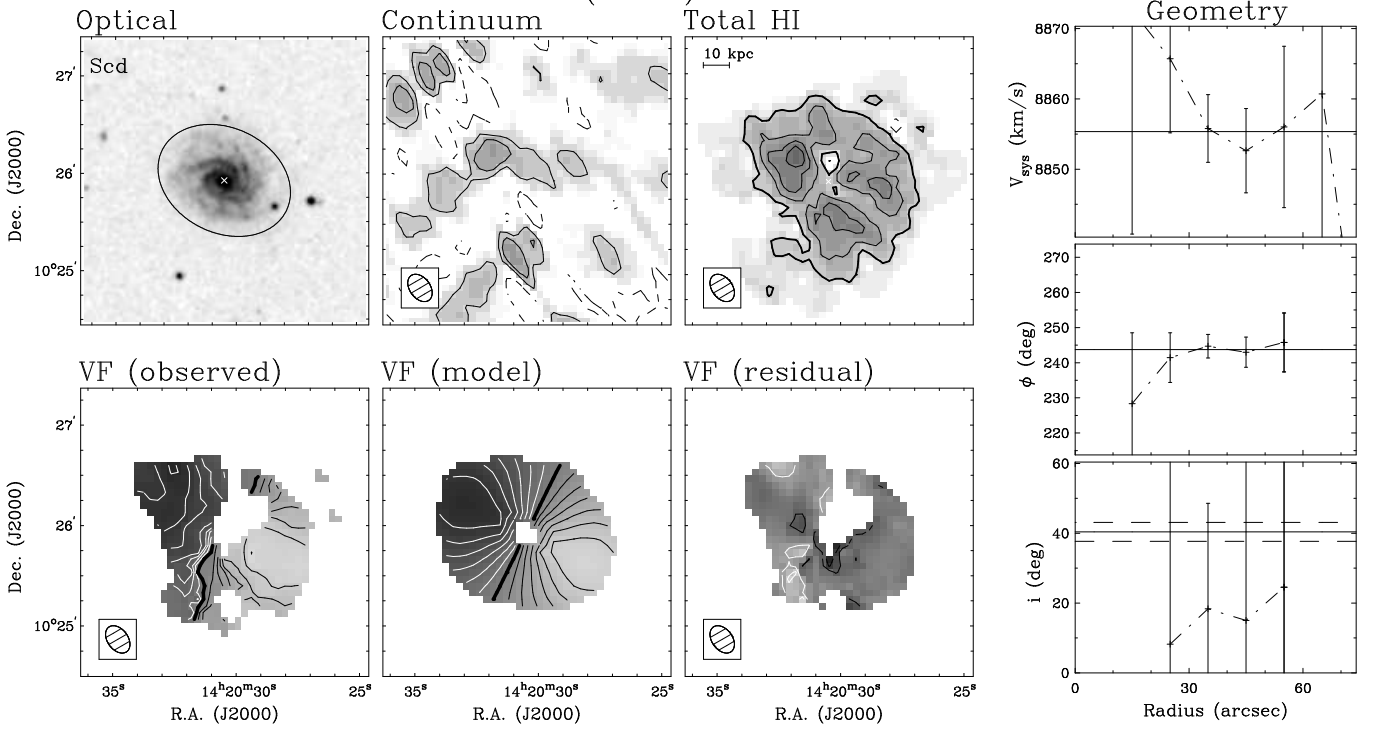 Optical
Continuum
Total HI
Geometry
Scd
10 kpc
27′
26′
10°25′
Dec. (J2000)
8870
8860
8850
Vsys (km/s)
270
260
250
240
230
220
ϕ (deg)
VF (observed)
VF (model)
VF (residual)
27′
26′
10°25′
Dec. (J2000)
60
40
20
0
i (deg)
35s
14h20m30s
25s
35s
14h20m30s
25s
35s
14h20m30s
25s
R.A. (J2000)
R.A. (J2000)
R.A. (J2000)
0
30
60
Radius (arcsec)